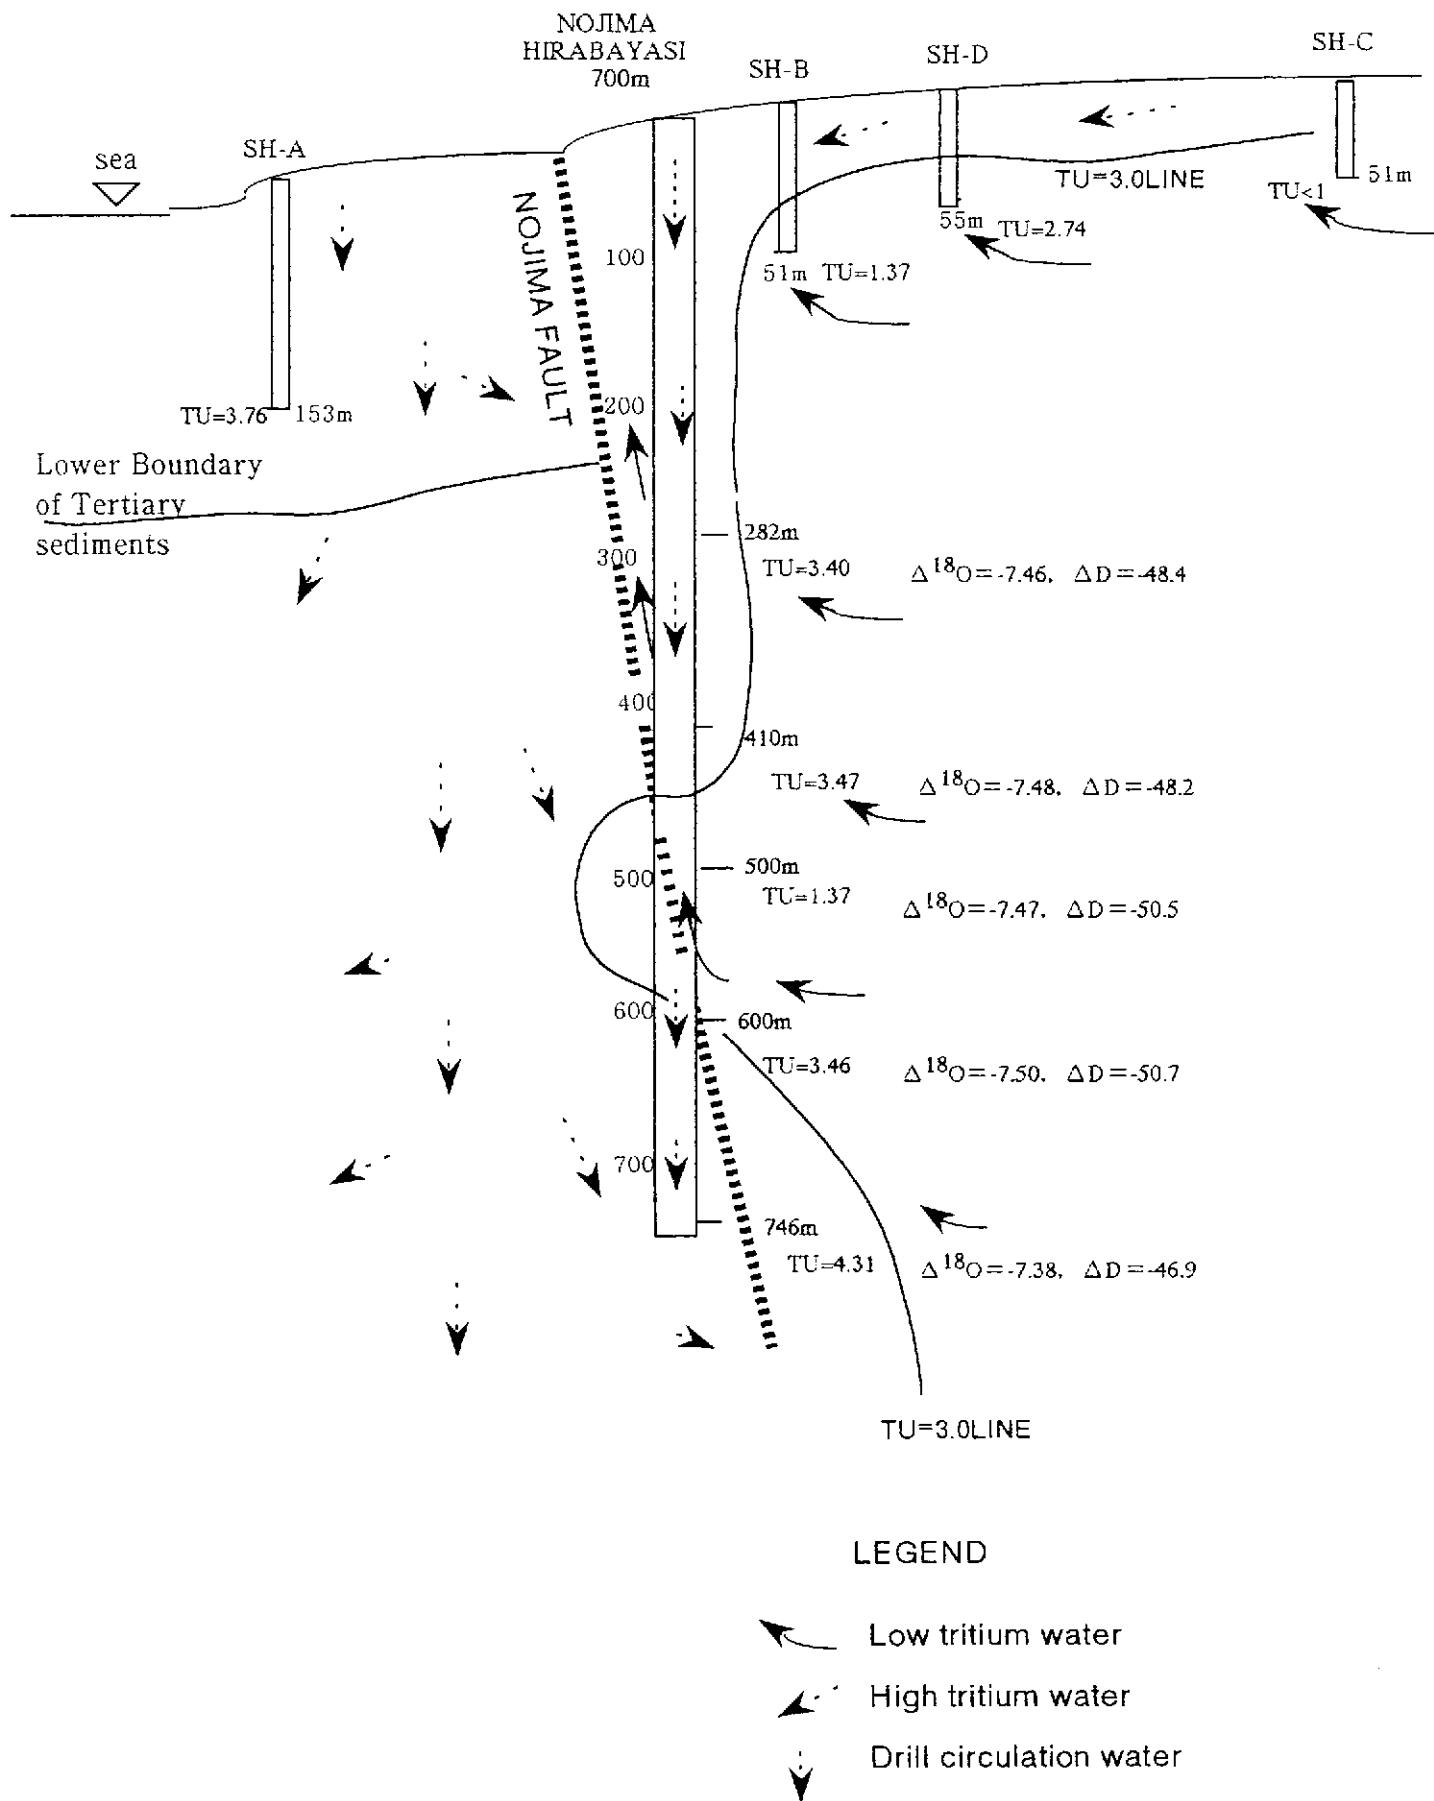 NOJIMA
HIRABAYASI
700m
SH-B
SH-D
SH-C
SH-A
sea
TU=3.0LINE
TU<1
51m
55m
TU=2.74
51m TU=1.37
NOJIMA FAULT
100
200
300
400
500
600
700
TU=3.76
153m
Lower Boundary
of Tertiary
sediments
282m
TU=3.40
Δ18O=-7.46, ΔD=-48.4
410m
TU=3.47
Δ18O=-7.48, ΔD=-48.2
500m
TU=1.37
Δ18O=-7.47, ΔD=-50.5
600m
TU=3.46
Δ18O=-7.50, ΔD=-50.7
746m
TU=4.31
Δ18O=-7.38, ΔD=-46.9
TU=3.0LINE
LEGEND
Low tritium water
High tritium water
Drill circulation water